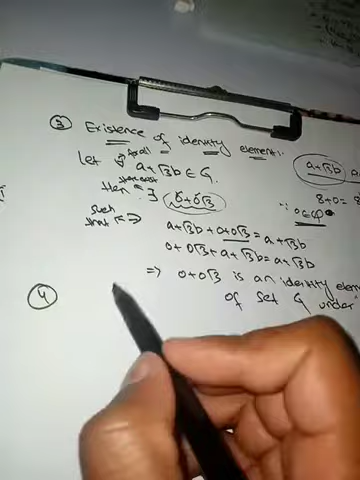 ③ Existence of identity element:
Let ∀ for all a+√3b ∈ G.
there exist
then ∃ 0+0√3
such
that a+√3b + 0+0√3 = a+√3b
0+0√3+a+√3b = a+√3b
⇒ 0+0√3 is an identity elem
of set G under
④
a+√3b
8+0=8
∵ 0∈Q